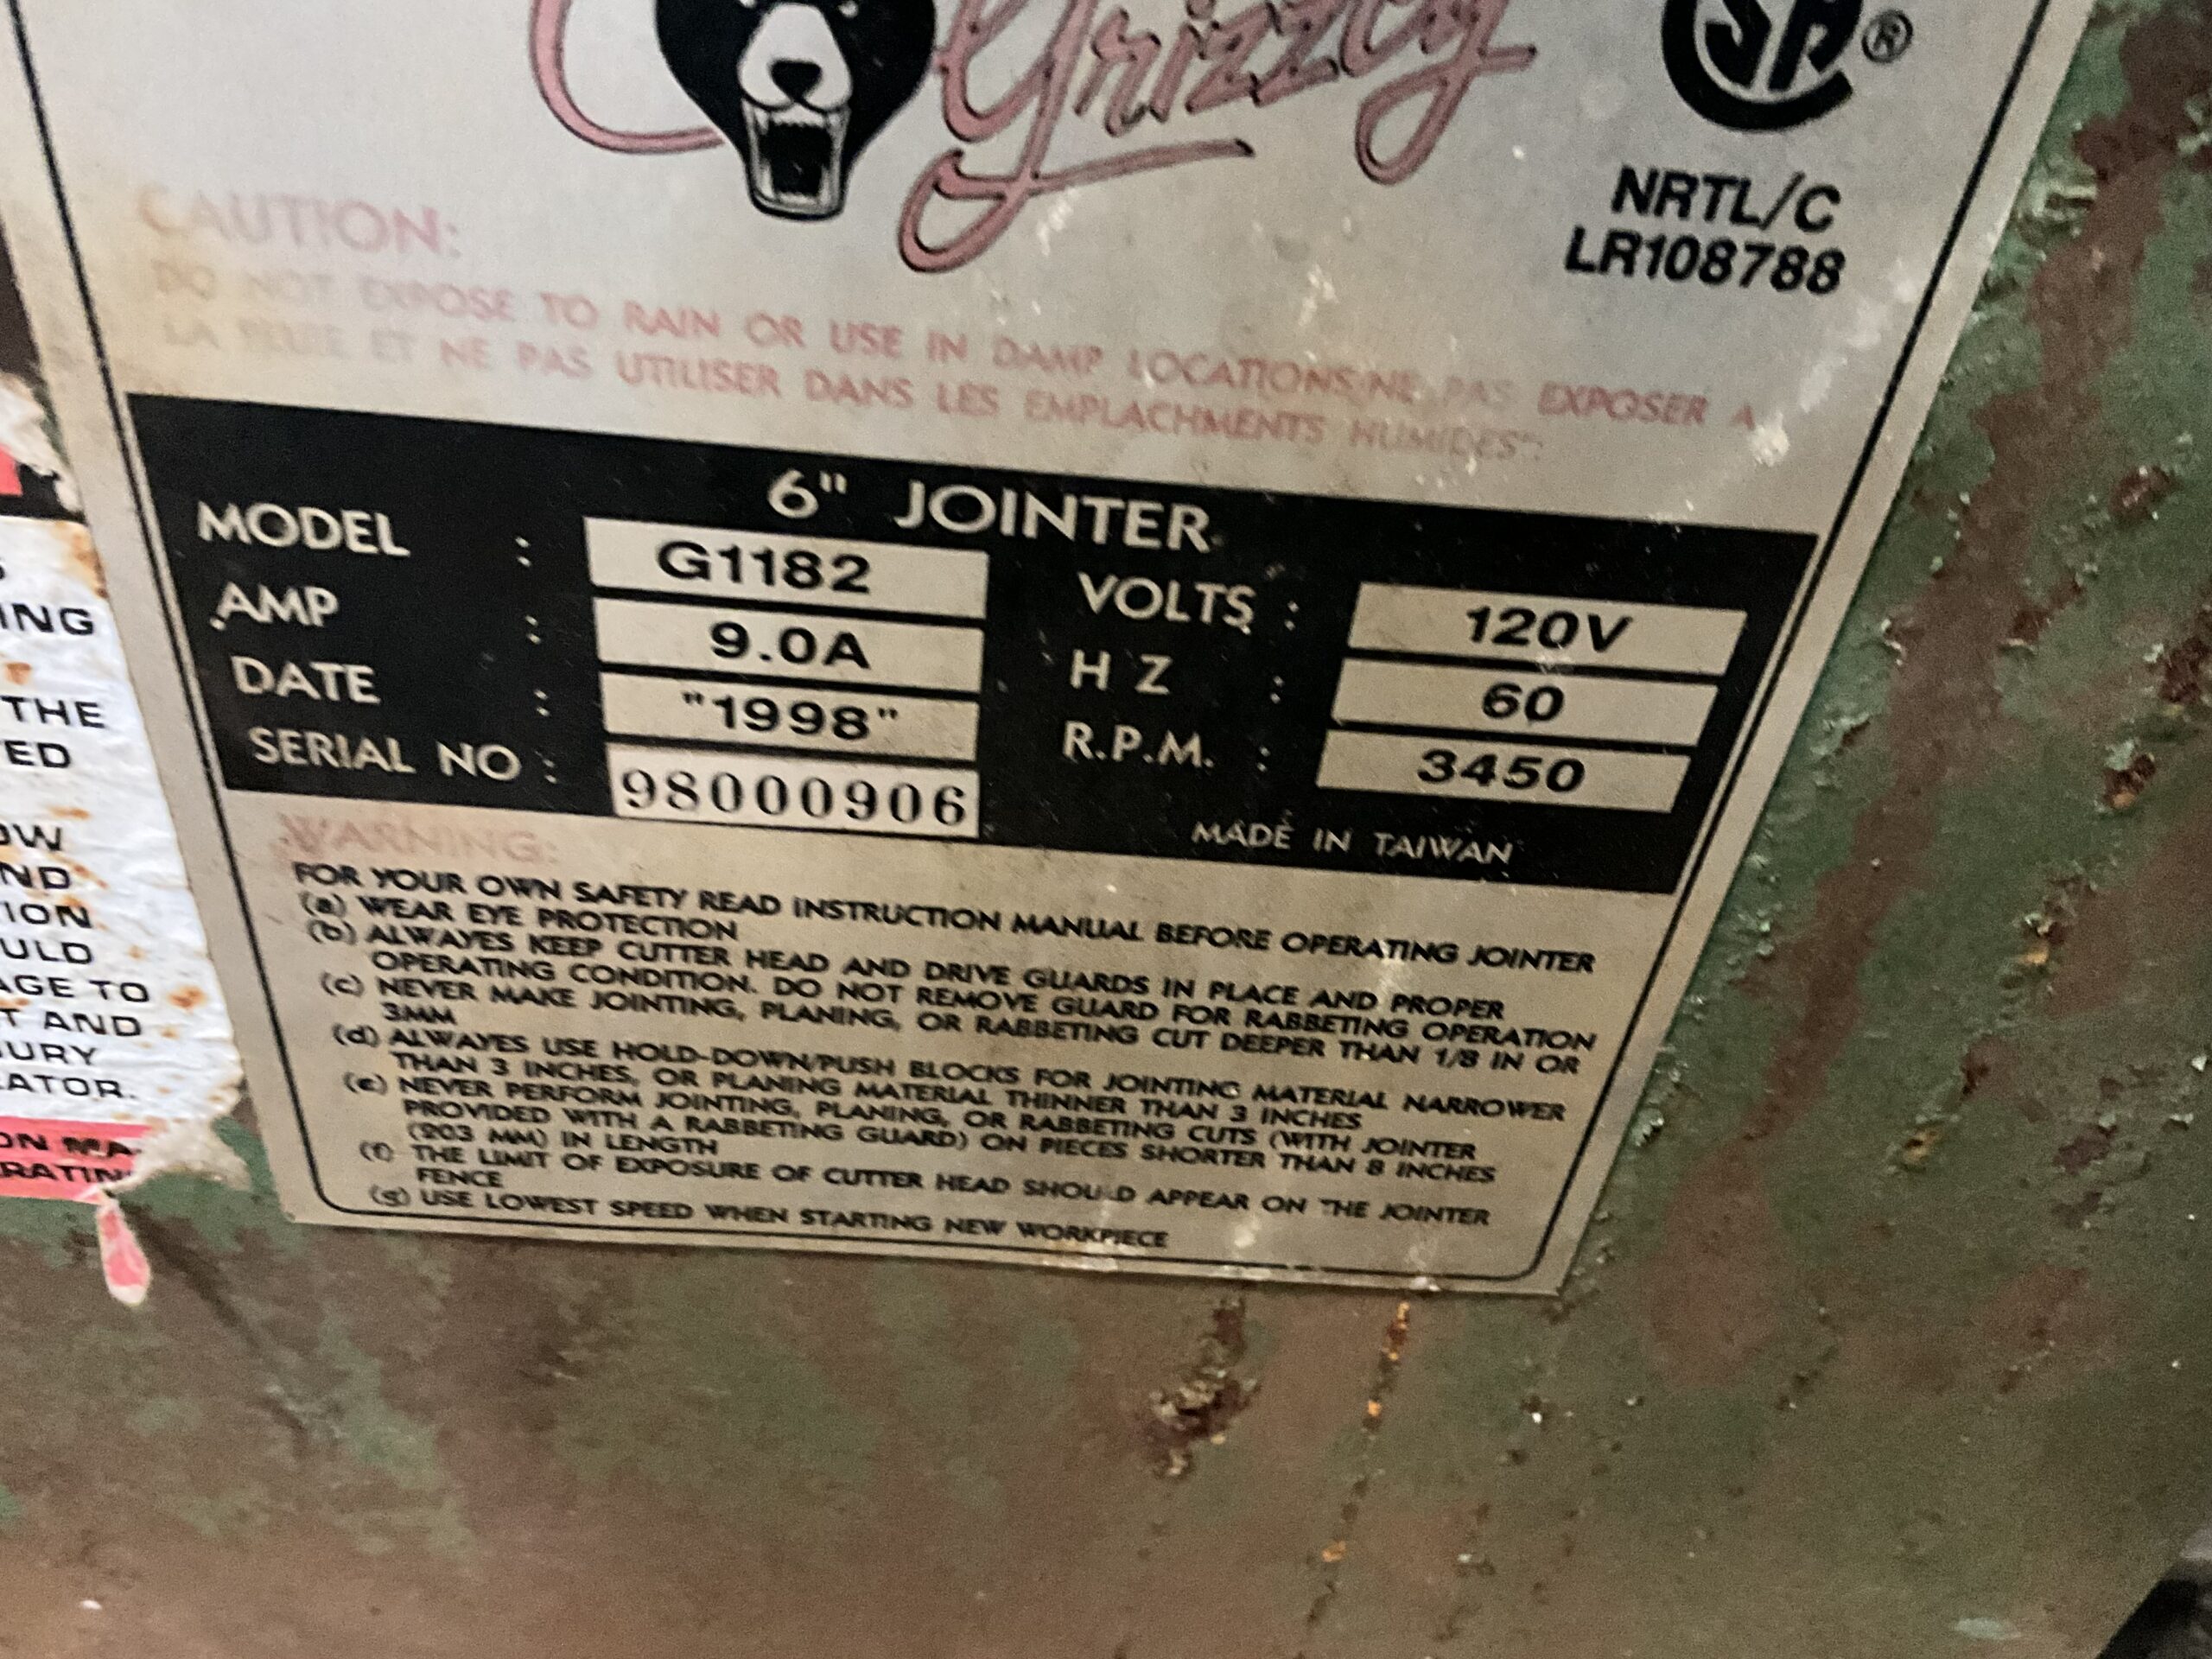 Grizzly
SA®
NRTL/C
LR108788
CAUTION:
DO NOT EXPOSE TO RAIN OR USE IN DAMP LOCATIONS/NE PAS EXPOSER A
LA PLUIE ET NE PAS UTILISER DANS LES EMPLACHMENTS HUMIDES":
6" JOINTER
MODEL : G1182
VOLTS : 120V
AMP : 9.0A
HZ : 60
DATE : "1998"
R.P.M. : 3450
SERIAL NO : 98000906
MADE IN TAIWAN
WARNING:
FOR YOUR OWN SAFETY READ INSTRUCTION MANUAL BEFORE OPERATING JOINTER
(a) WEAR EYE PROTECTION
(b) ALWAYES KEEP CUTTER HEAD AND DRIVE GUARDS IN PLACE AND PROPER
OPERATING CONDITION. DO NOT REMOVE GUARD FOR RABBETING OPERATION
(c) NEVER MAKE JOINTING, PLANING, OR RABBETING CUT DEEPER THAN 1/8 IN OR
3MM
(d) ALWAYES USE HOLD-DOWN/PUSH BLOCKS FOR JOINTING MATERIAL NARROWER
THAN 3 INCHES, OR PLANING MATERIAL THINNER THAN 3 INCHES
(e) NEVER PERFORM JOINTING, PLANING, OR RABBETING CUTS (WITH JOINTER
PROVIDED WITH A RABBETING GUARD) ON PIECES SHORTER THAN 8 INCHES
(203 MM) IN LENGTH
(f) THE LIMIT OF EXPOSURE OF CUTTER HEAD SHOULD APPEAR ON THE JOINTER
FENCE
(g) USE LOWEST SPEED WHEN STARTING NEW WORKPIECE
ING
THE
ED
OW
ND
TION
ULD
AGE TO
T AND
JURY
ATOR.
ON MA
RATIN